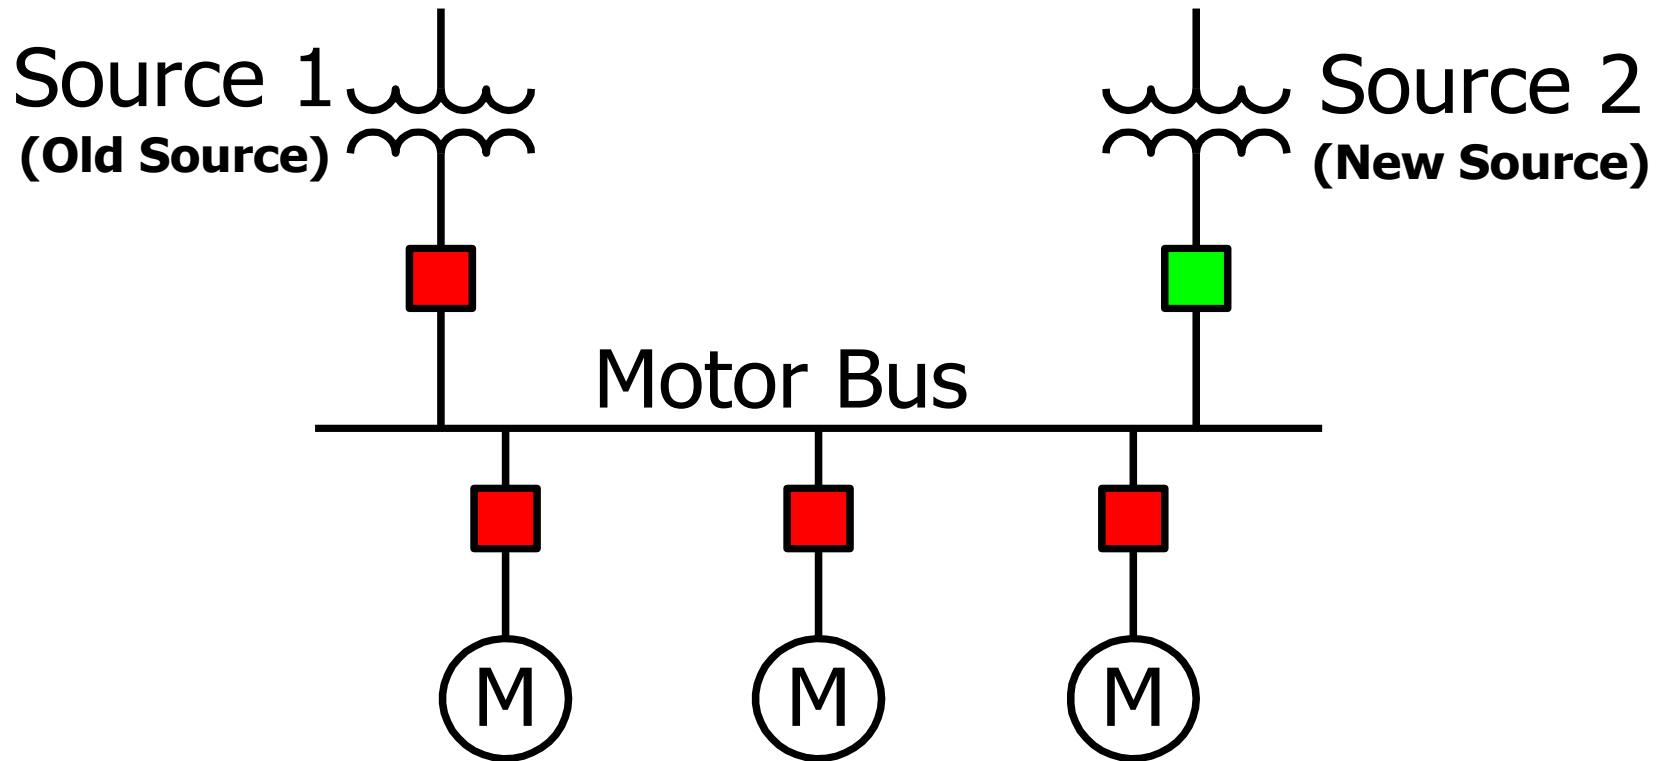 Source 1
(Old Source)
Source 2
(New Source)
Motor Bus
M
M
M